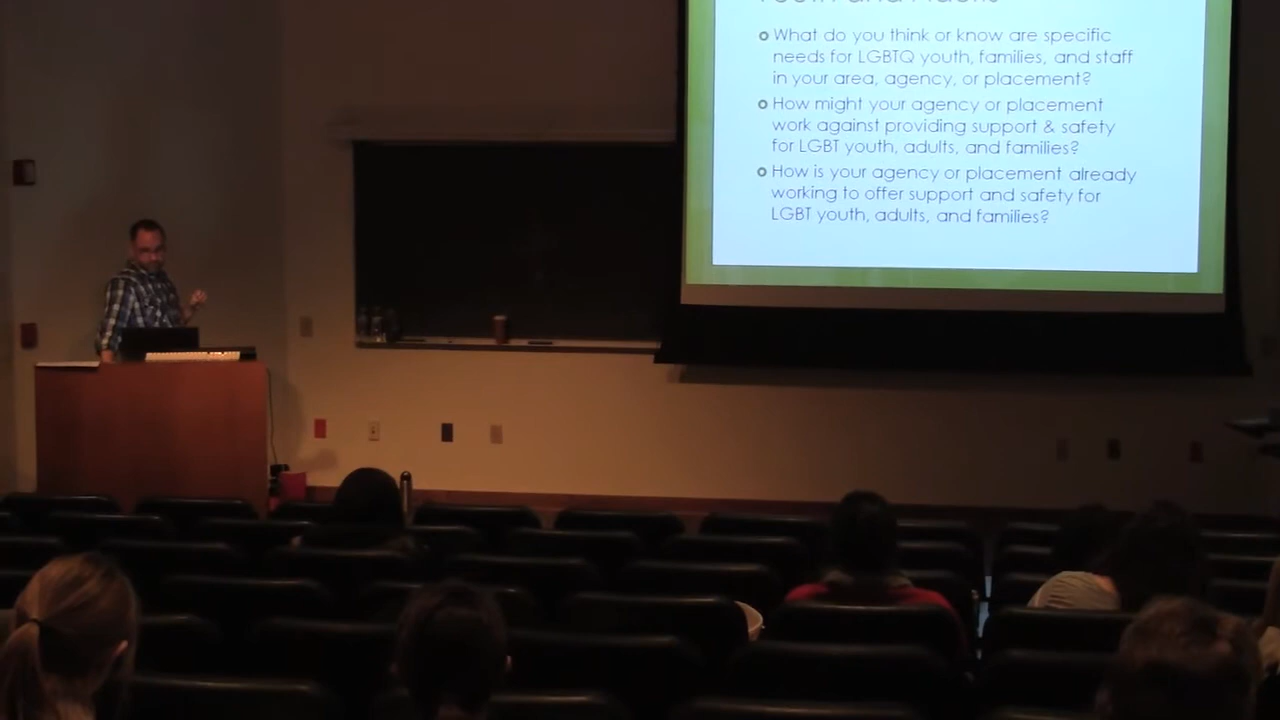 What do you think or know are specific
needs for LGBTQ youth, families, and staff
in your area, agency, or placement?
How might your agency or placement
work against providing support & safety
for LGBT youth, adults, and families?
How is your agency or placement already
working to offer support and safety for
LGBT youth, adults, and families?